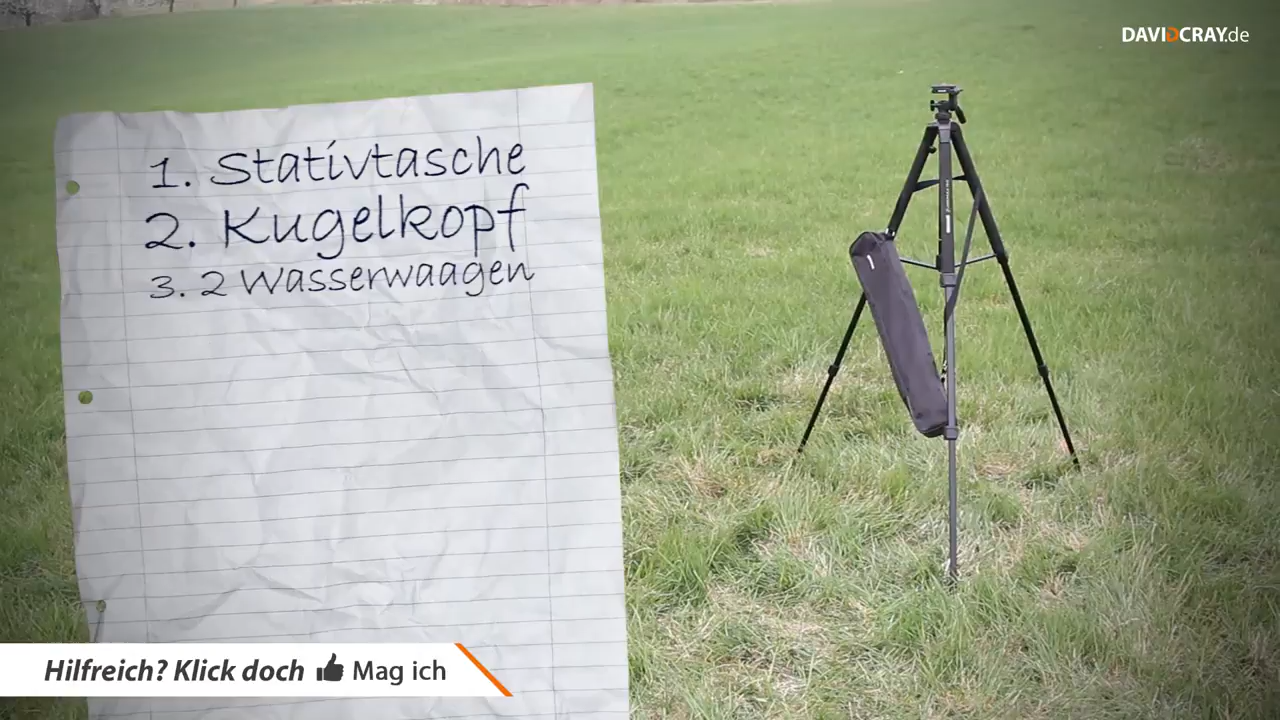 DAVIDCRAY.de
1. Stativtasche
2. Kugelkopf
3. 2 Wasserwaagen
Hilfreich? Klick doch Mag ich